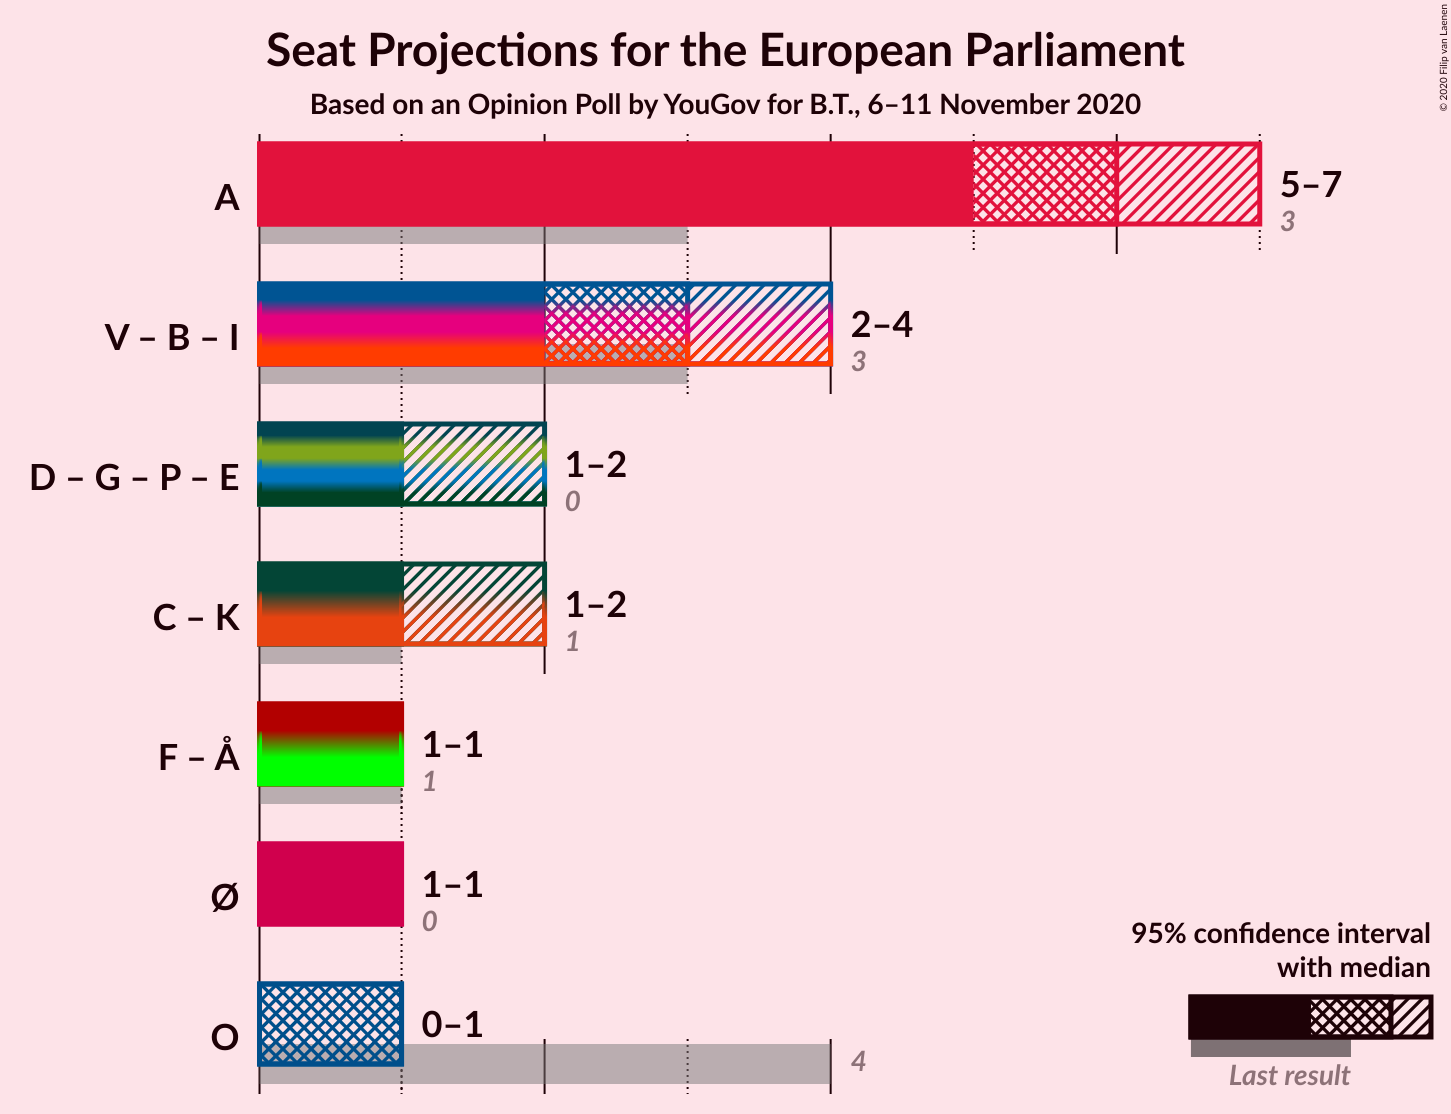 Seat Projections for the European Parliament
Based on an Opinion Poll by YouGov for B.T., 6–11 November 2020
© 2020 Filip van Laenen
A
5–7
3
V – B – I
2–4
3
D – G – P – E
1–2
0
C – K
1–2
1
F – Å
1–1
1
Ø
1–1
0
O
0–1
4
95% confidence interval
with median
Last result